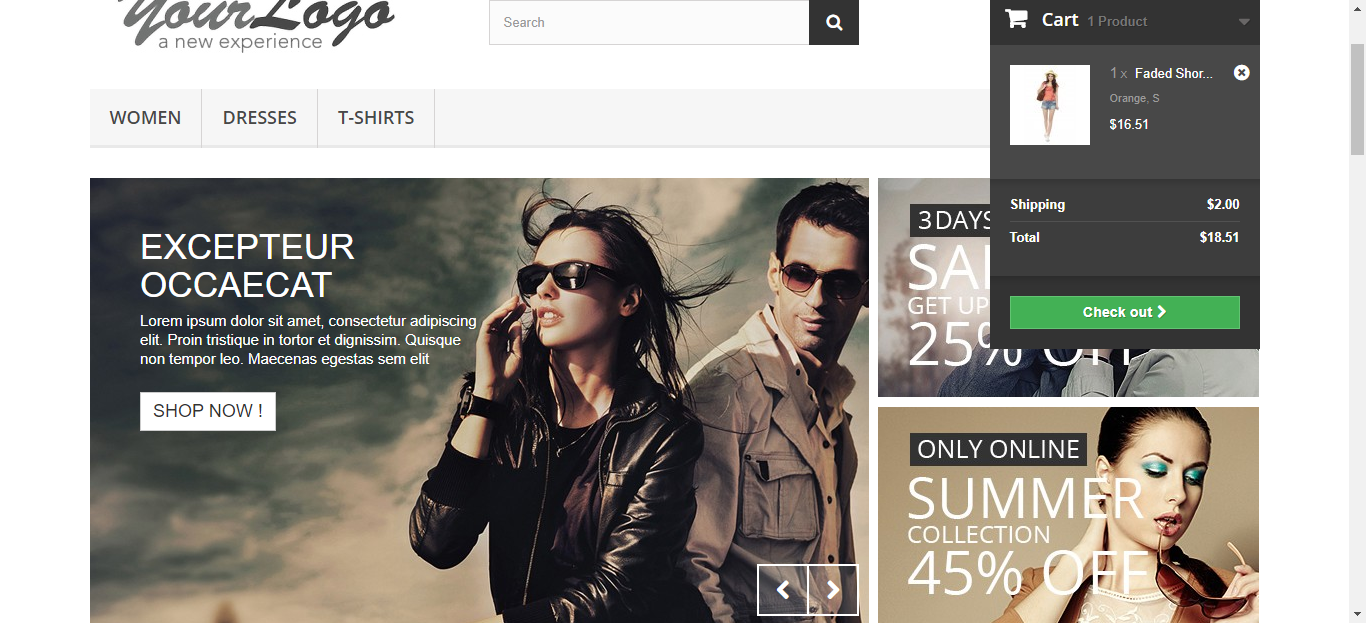 YourLogo
a new experience
Search
Cart 1 Product
1 x Faded Shor...
Orange, S
$16.51
Shipping $2.00
Total $18.51
Check out
WOMEN DRESSES T-SHIRTS
EXCEPTEUR
OCCAECAT
Lorem ipsum dolor sit amet, consectetur adipiscing
elit. Proin tristique in tortor et dignissim. Quisque
non tempor leo. Maecenas egestas sem elit
SHOP NOW !
3 DAYS
GET UP
25% OFF
ONLY ONLINE
SUMMER
COLLECTION
45% OFF